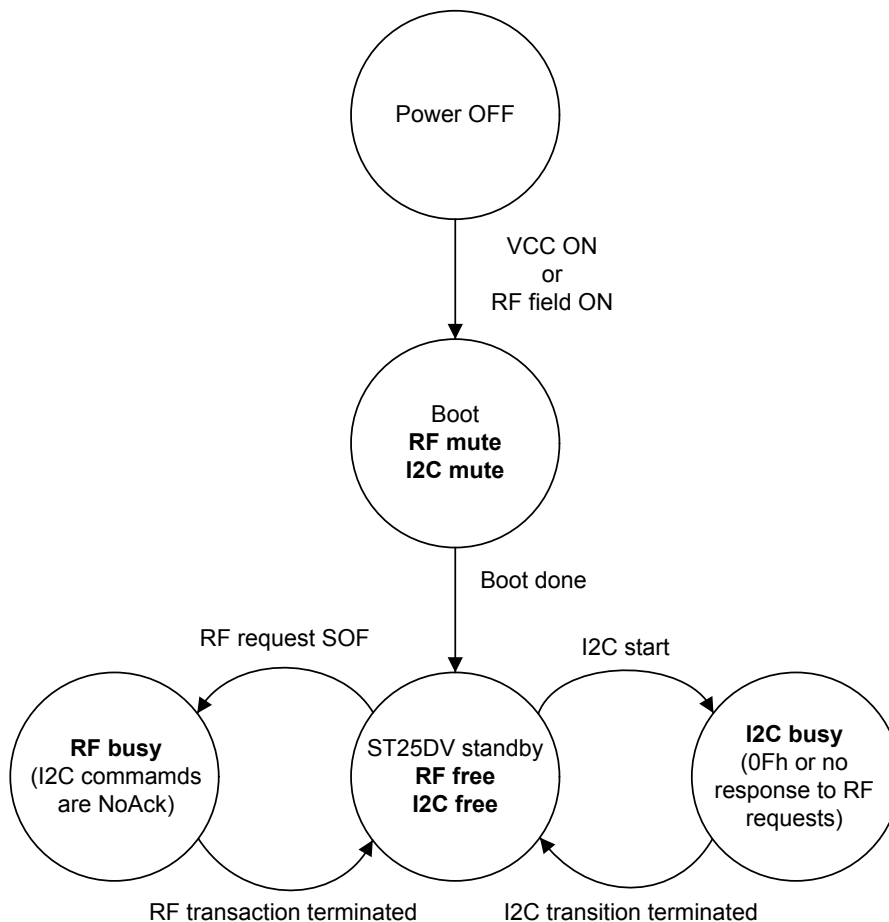 Power OFF
VCC ON
or
RF field ON
Boot
RF mute
I2C mute
Boot done
RF request SOF
I2C start
RF busy
(I2C commamds
are NoAck)
ST25DV standby
RF free
I2C free
I2C busy
(0Fh or no
response to RF
requests)
RF transaction terminated
I2C transition terminated